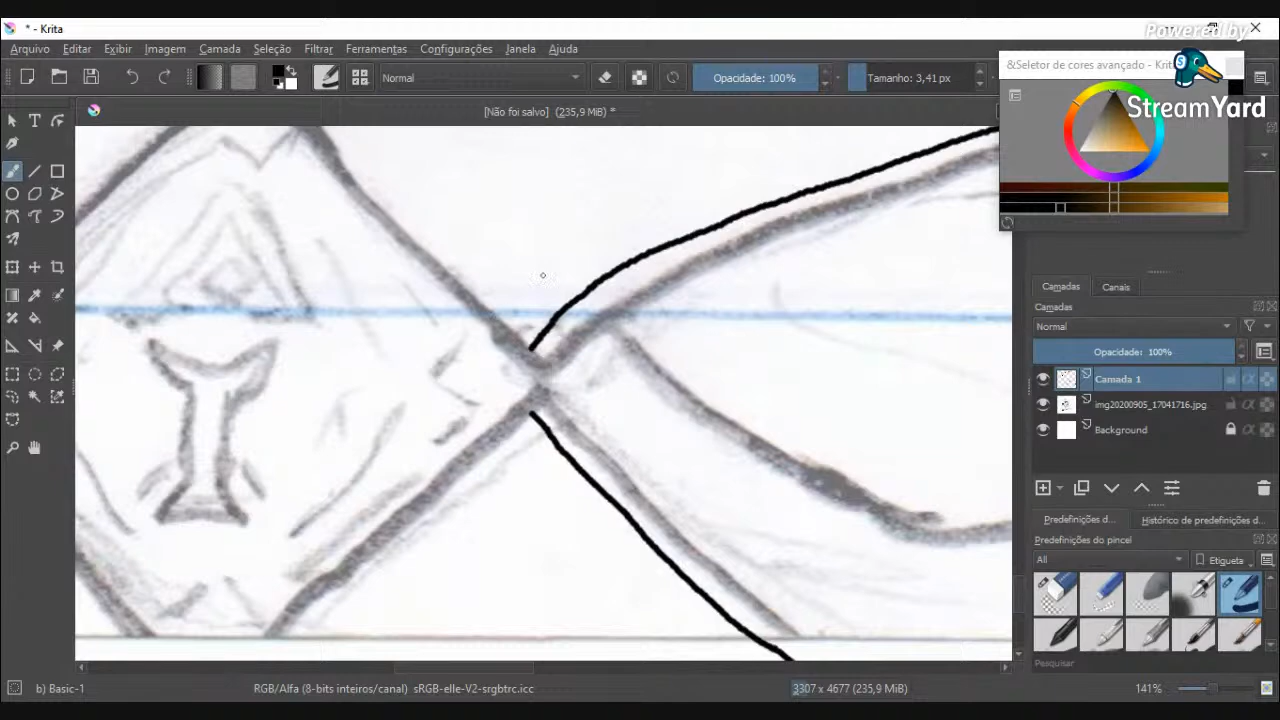 * - Krita
Powered by
Arquivo Editar Exibir Imagem Camada Seleção Filtrar Ferramentas Configurações Janela Ajuda
&Seletor de cores avançado - Krita
StreamYard
Normal
Opacidade: 100%
Tamanho: 3,41 px
[Não foi salvo] (235,9 MiB) *
Camadas Canais
Camadas
Normal
Opacidade: 100%
Camada 1
img20200905_17041716.jpg
Background
Predefinições d... Histórico de predefinições d...
Predefinições do pincel
All
Etiqueta
Pesquisar
b) Basic-1
RGB/Alfa (8-bits inteiros/canal) sRGB-elle-V2-srgbtrc.icc
3307 x 4677 (235,9 MiB)
141%